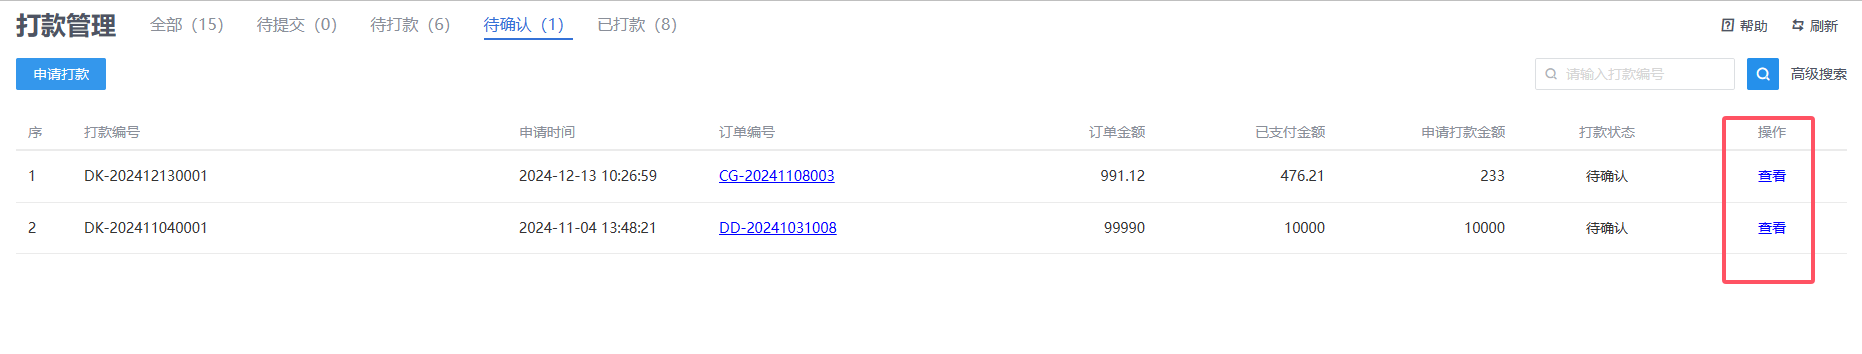 打款管理 全部（15） 待提交（0） 待打款（6） 待确认（1） 已打款（8） 帮助 刷新
申请打款 请输入打款编号 高级搜索
序 打款编号 申请时间 订单编号 订单金额 已支付金额 申请打款金额 打款状态 操作
1 DK-202412130001 2024-12-13 10:26:59 CG-20241108003 991.12 476.21 233 待确认 查看
2 DK-202411040001 2024-11-04 13:48:21 DD-20241031008 99990 10000 10000 待确认 查看